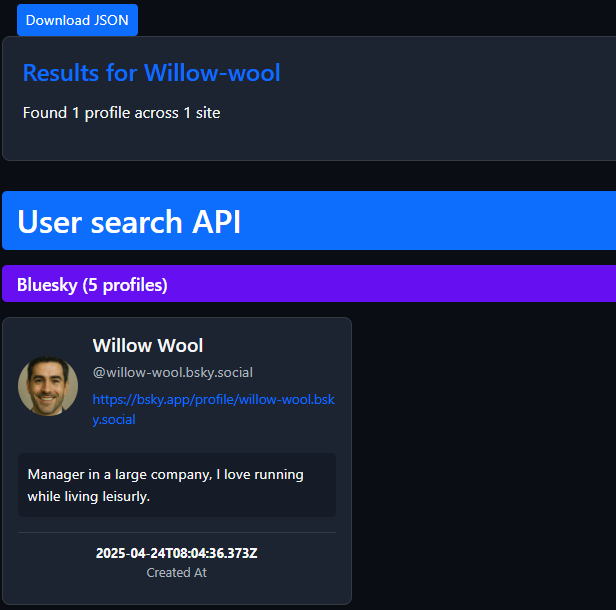 Download JSON
Results for Willow-wool
Found 1 profile across 1 site
User search API
Bluesky (5 profiles)
Willow Wool
@willow-wool.bsky.social
https://bsky.app/profile/willow-wool.bsk
y.social
Manager in a large company, I love running
while living leisurly.
2025-04-24T08:04:36.373Z
Created At